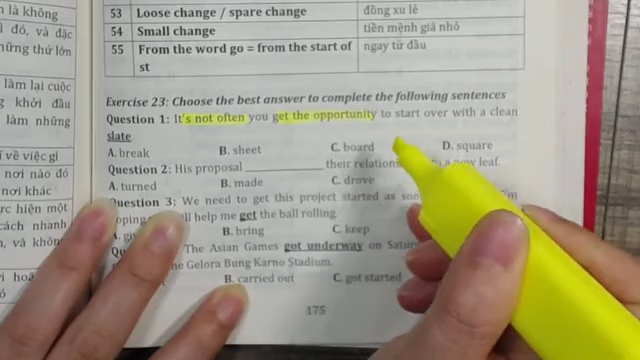 n là không
ì đó, và đặc
hững thứ lớn
làm lại cuộc
khởi đầu
làm những
í về việc gì
nơi nào đó
nơi khác
rc hiện một
cách nhanh
53 Loose change / spare change đồng xu lẻ
54 Small change tiền mệnh giá nhỏ
55 From the word go = from the start of ngay từ đầu
st
Exercise 23: Choose the best answer to complete the following sentences
Question 1: It's not often you get the opportunity to start over with a clean
slate.
A. break B. sheet C. board D. square
Question 2: His proposal __________ their relations a new leaf.
A. turned B. made C. drove
Question 3: We need to get this project started as
help me get the ball rolling.
B. bring C. keep
The Asian Games got underway on
Gelora Bung Karno Stadium.
B. carried out C. got started
175